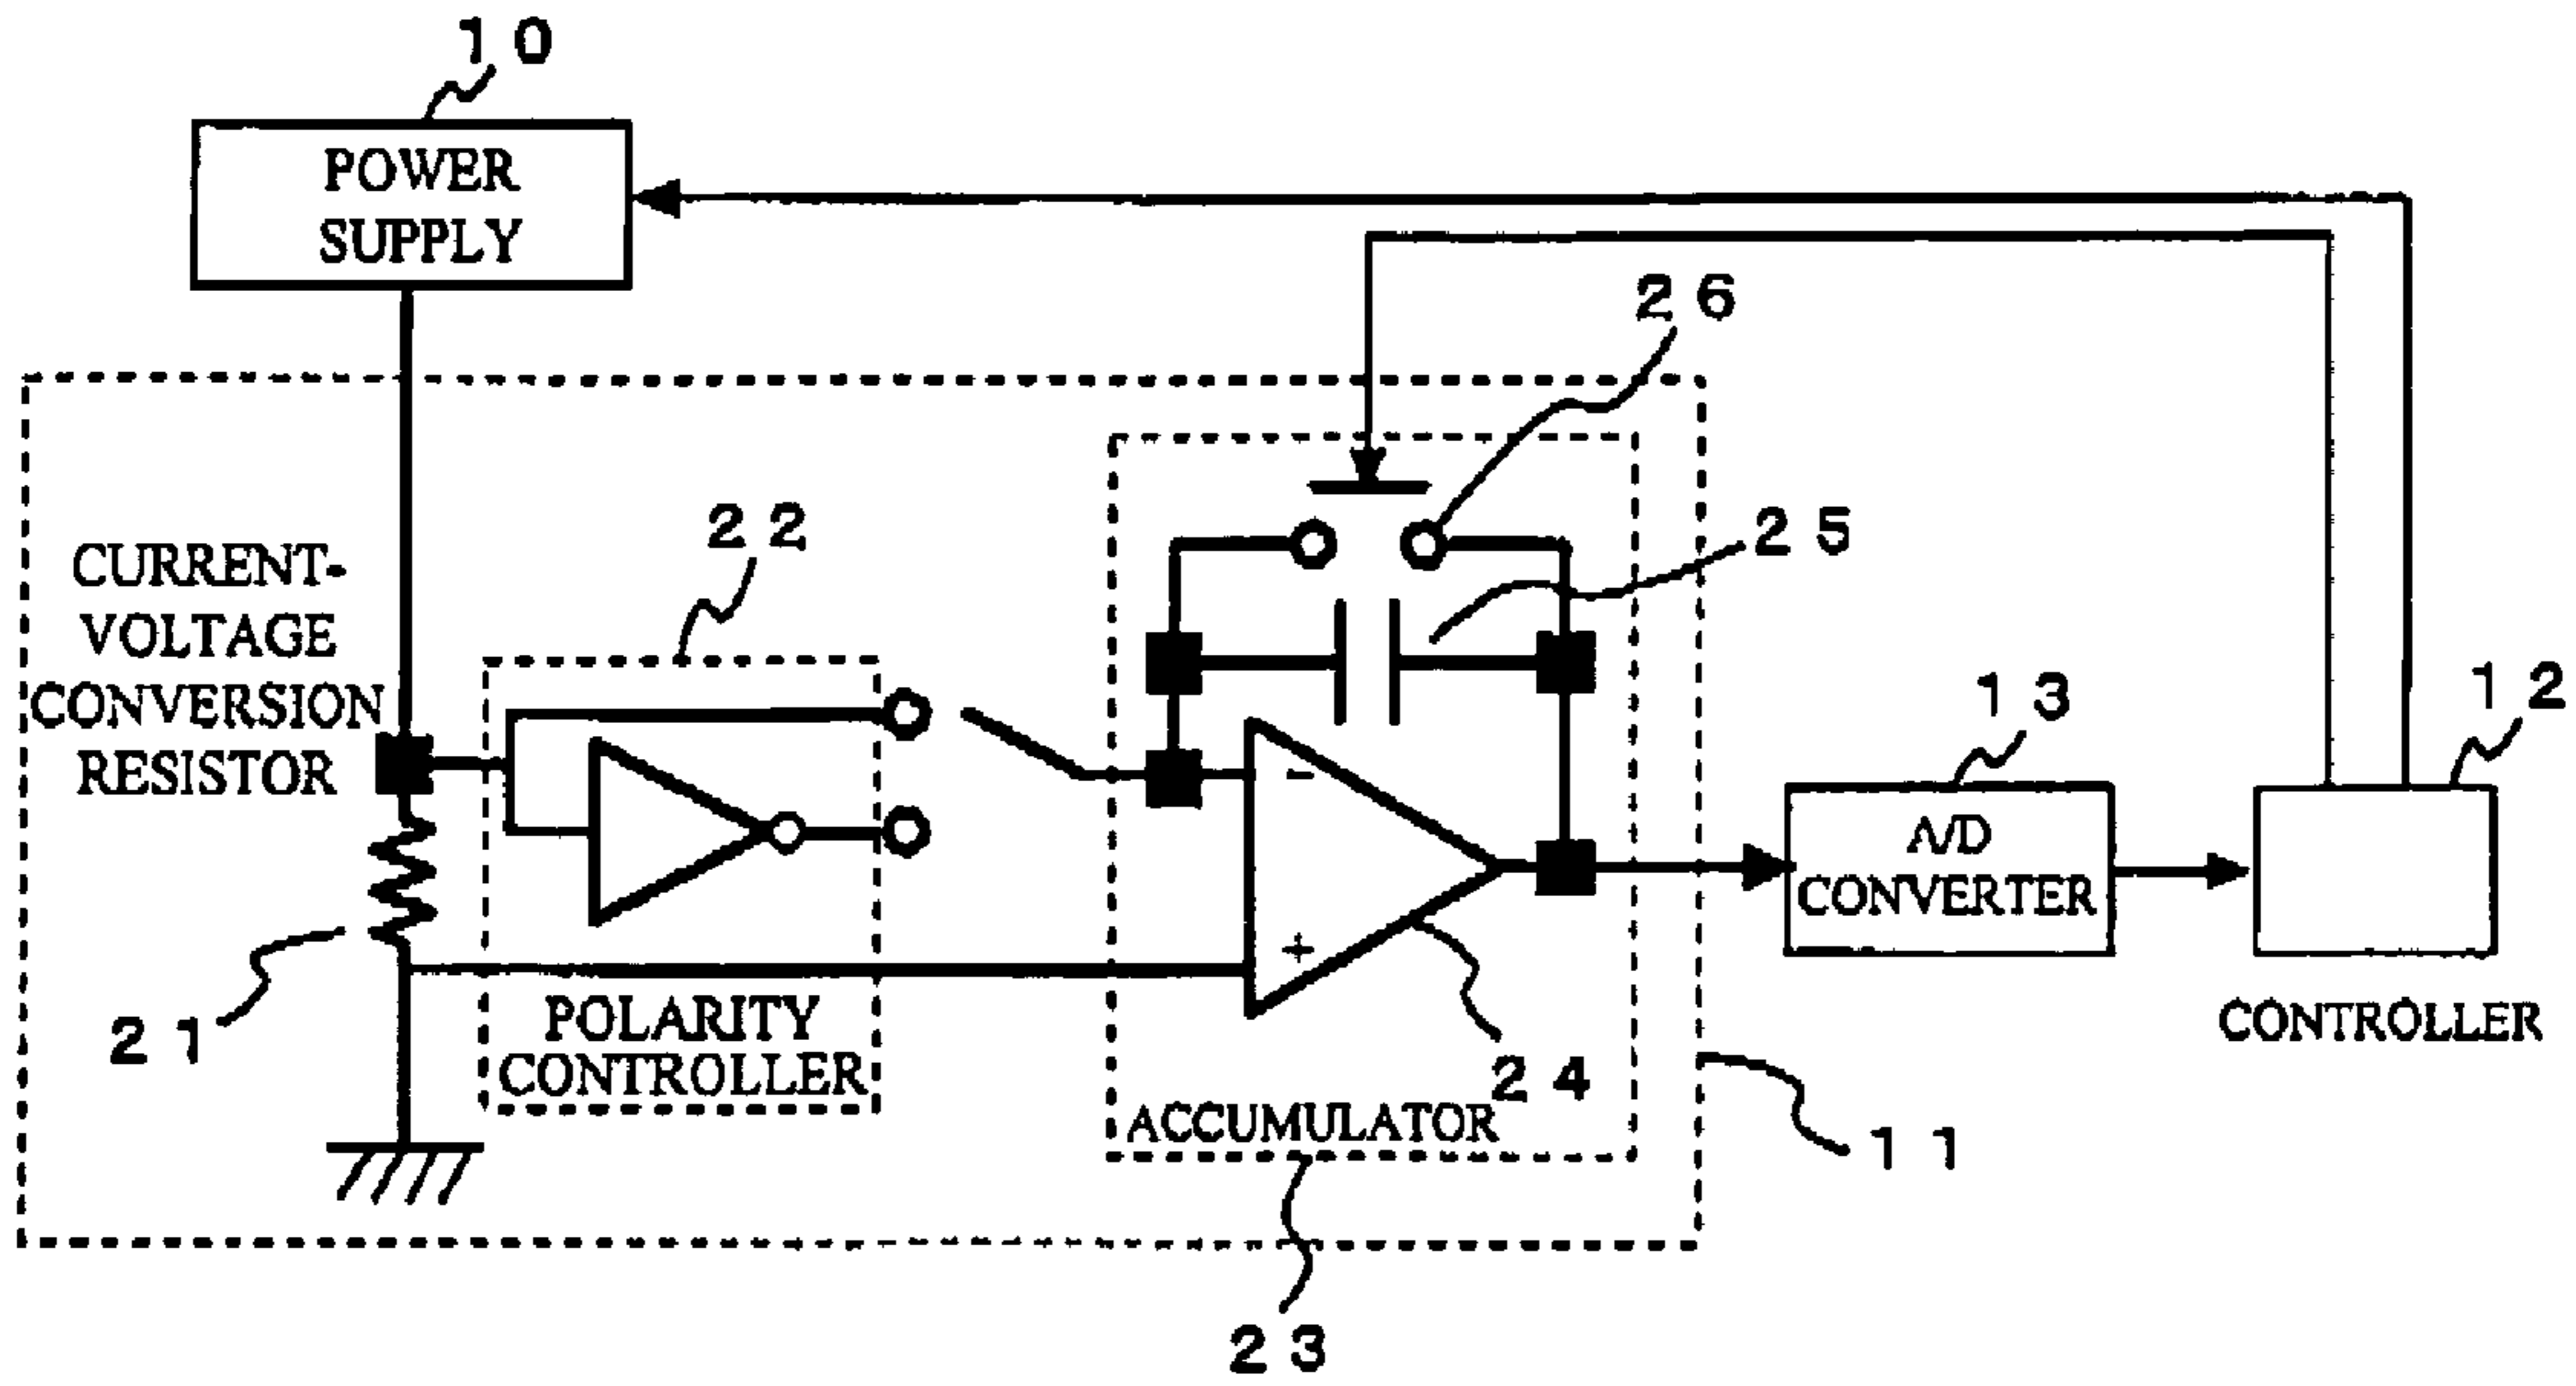 10
POWER
SUPPLY
26
25
22
CURRENT-
VOLTAGE
CONVERSION
RESISTOR
13
12
-
A/D
CONVERTER
+
21
POLARITY
CONTROLLER
24
CONTROLLER
ACCUMULATOR
11
23